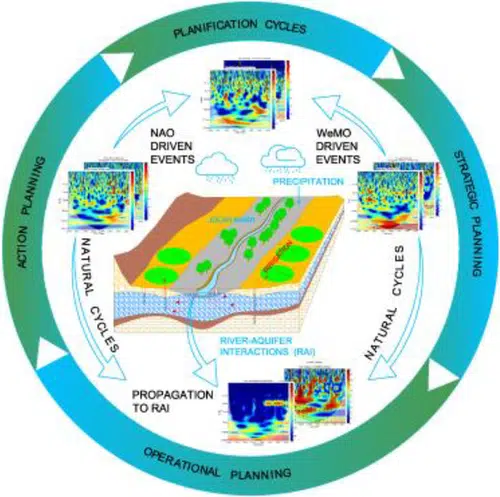 PLANIFICATION CYCLES
NAO
DRIVEN
EVENTS
WeMO
DRIVEN
EVENTS
PRECIPITATION
ACTION PLANNING
STRATEGIC PLANNING
NATURAL CYCLES
NATURAL CYCLES
RIVER-AQUIFER
INTERACTIONS (RAI)
PROPAGATION
TO RAI
OPERATIONAL PLANNING